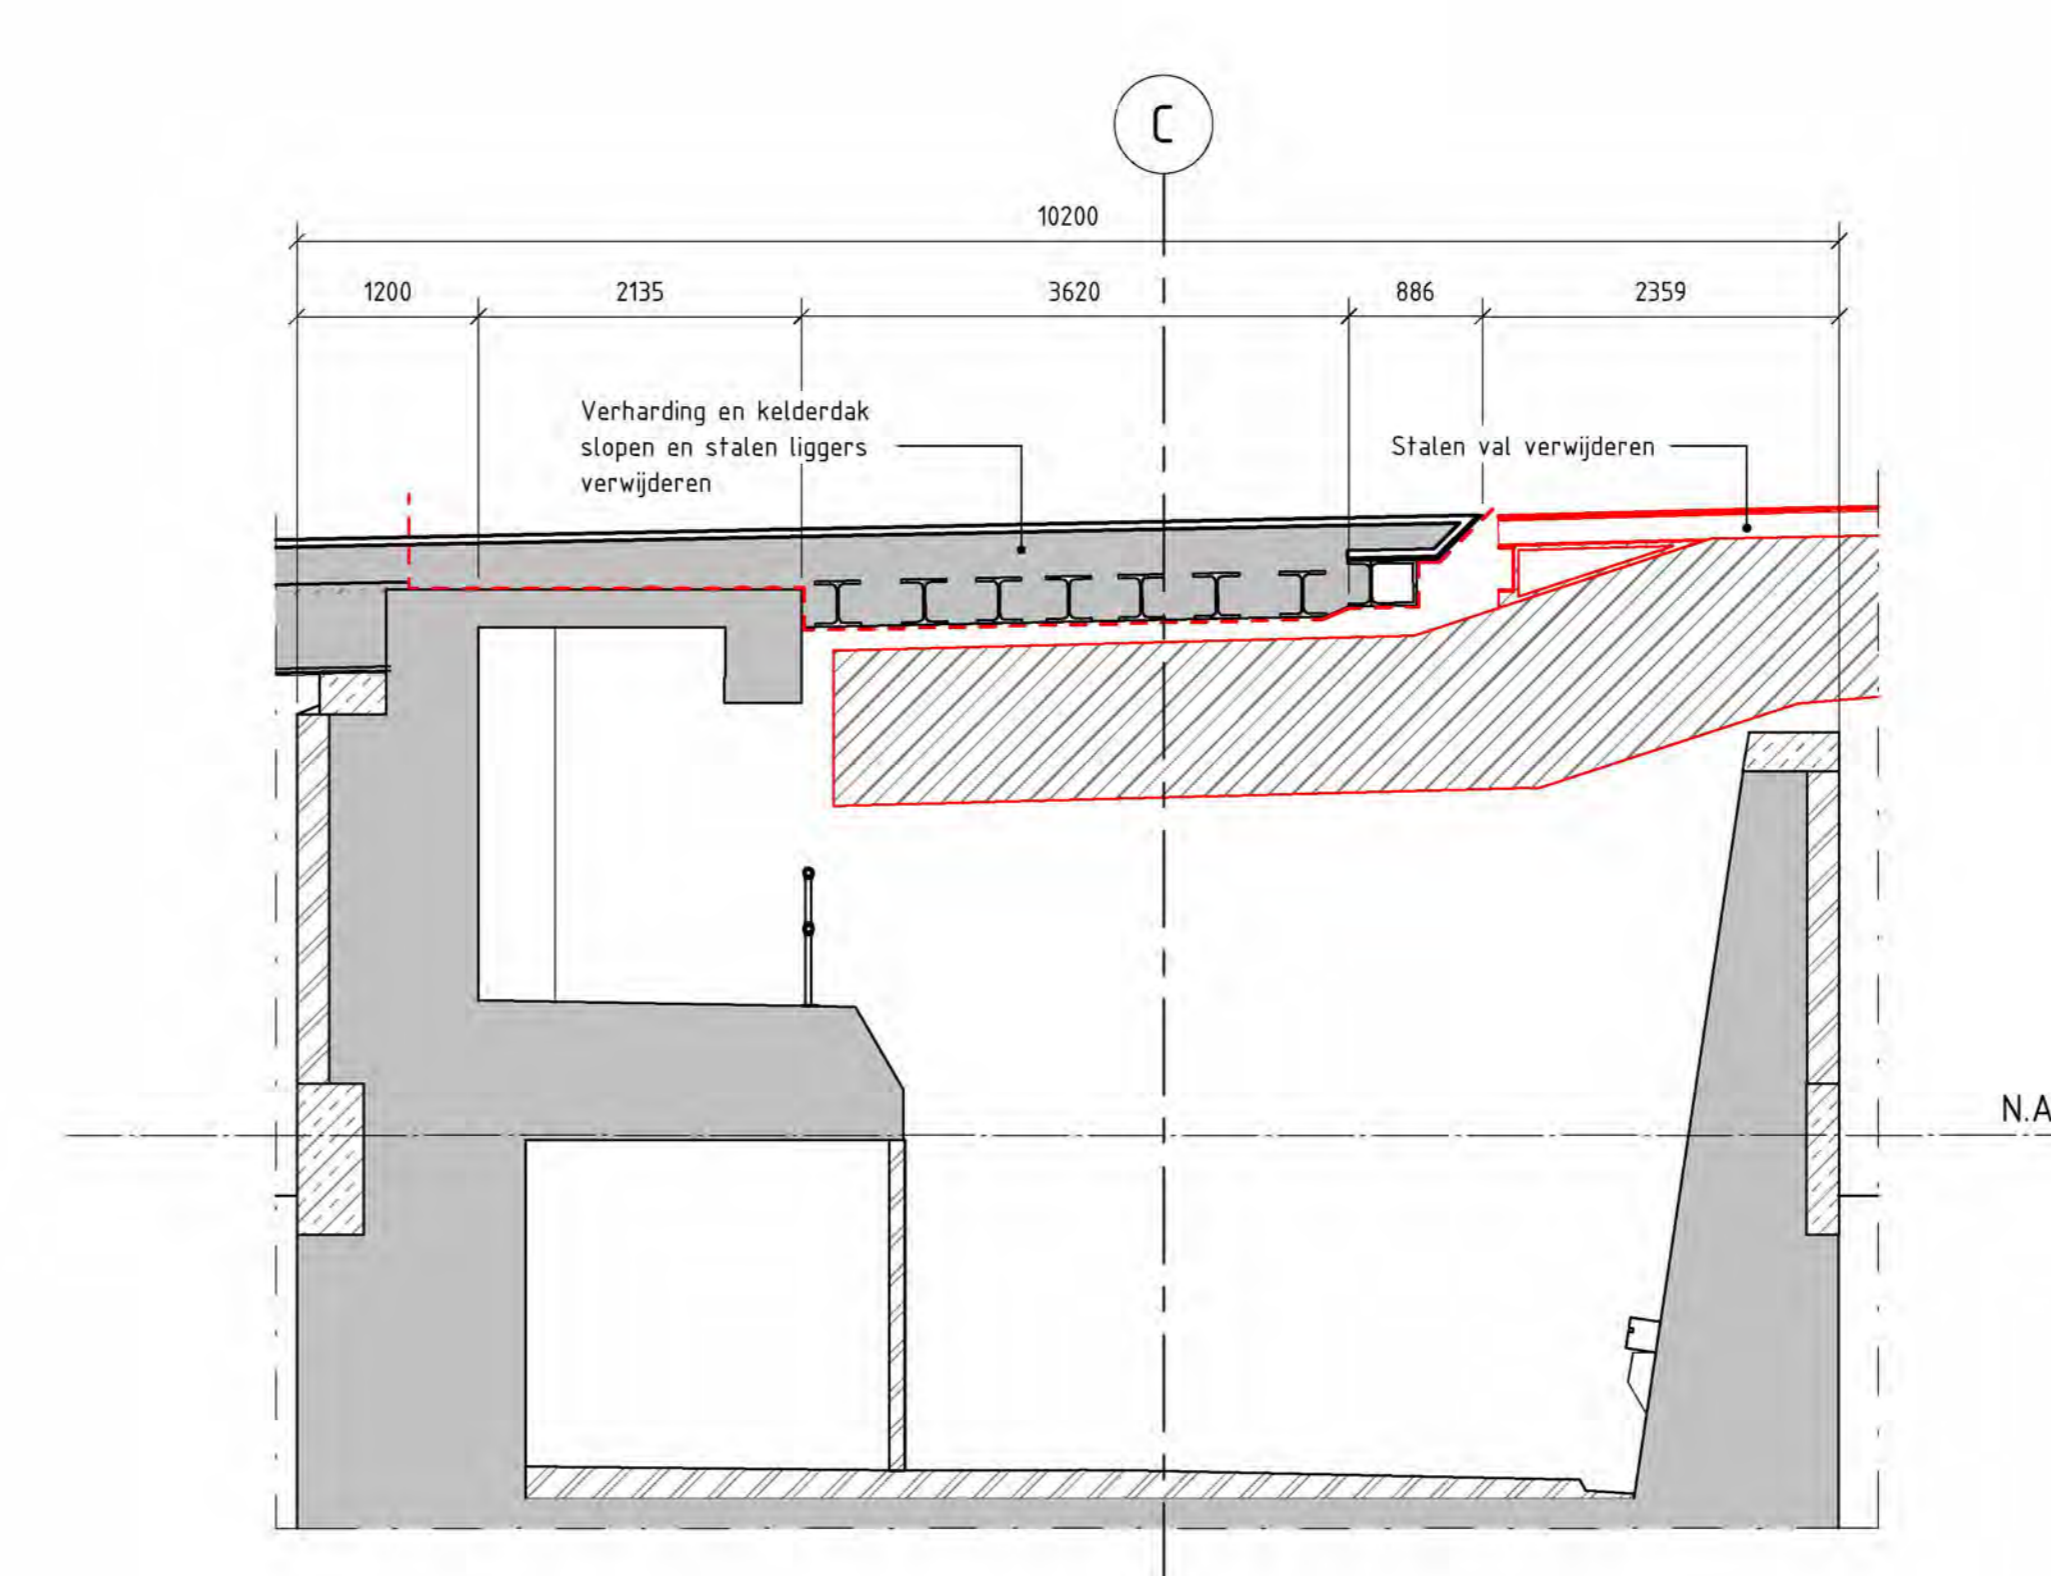 C
10200
1200 2135 3620 886 2359
Verharding en kelderdak
slopen en stalen liggers
verwijderen
Stalen val verwijderen
N.A